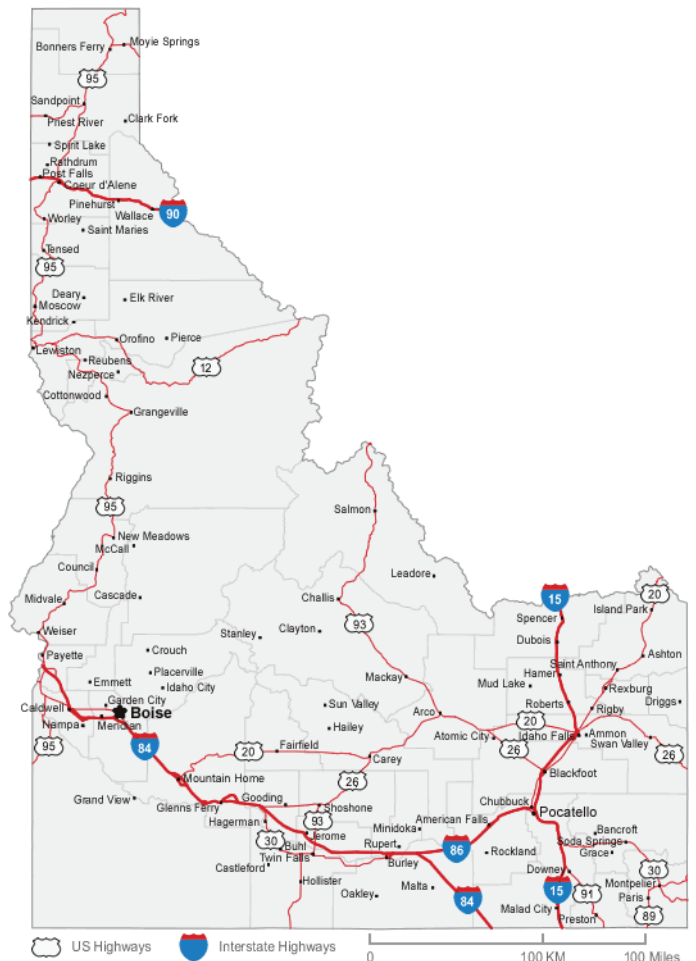 Moyie Springs
Bonners Ferry
95
Sandpoint
Priest River
Clark Fork
Spirit Lake
Rathdrum
Post Falls
Coeur d'Alene
Pinehurst
Wallace
90
Worley
Saint Maries
Tensed
95
Deary
Elk River
Moscow
Kendrick
Orofino
Pierce
Lewiston
Reubens
12
Nezperce
Cottonwood
Grangeville
Riggins
95
Salmon
New Meadows
McCall
Council
Leadore
Cascade
Midvale
Challis
15
20
Island Park
Spencer
93
Weiser
Stanley
Clayton
Dubois
Payette
Crouch
Ashton
Saint Anthony
Placerville
Hamer
Mackay
Emmett
Idaho City
Mud Lake
Rexburg
Garden City
Sun Valley
Roberts
Driggs
Caldwell
Boise
Arco
Rigby
Nampa
Meridian
Hailey
20
Atomic City
Idaho Falls
Ammon
Swan Valley
95
84
20
Fairfield
Carey
26
26
Blackfoot
Mountain Home
26
Grand View
Glenns Ferry
Gooding
Shoshone
Chubbuck
Pocatello
Hagerman
93
American Falls
Minidoka
Bancroft
30
Jerome
Buhl
Rupert
86
Soda Springs
Rockland
Grace
Twin Falls
Burley
Castleford
Downey
30
Hollister
Malta
15
Montpelier
Oakley
84
91
Paris
Malad City
Preston
89
US Highways
Interstate Highways
0
100 KM
100 Miles